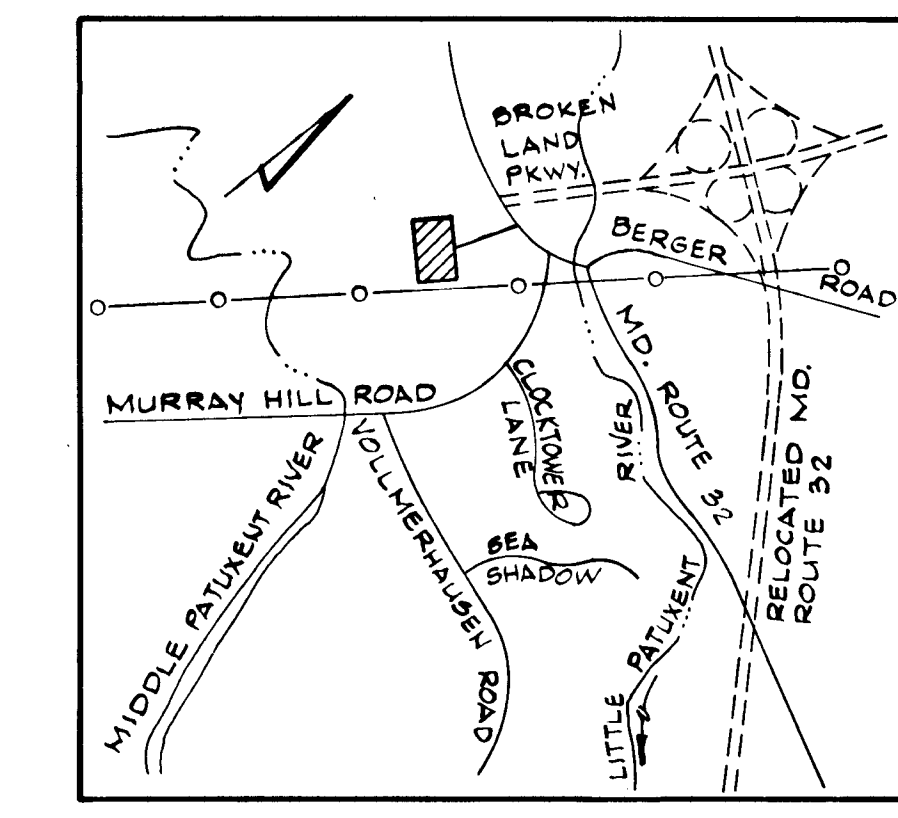 BROKEN
LAND
PKWY.
BERGER
ROAD
MD. ROUTE 32
MURRAY HILL ROAD
CLOCKTOWER
LANE
RIVER
RELOCATED MD.
ROUTE 32
MIDDLE PATUXENT RIVER
VOLLMERHAUSEN ROAD
SEA
SHADOW
LITTLE PATUXENT